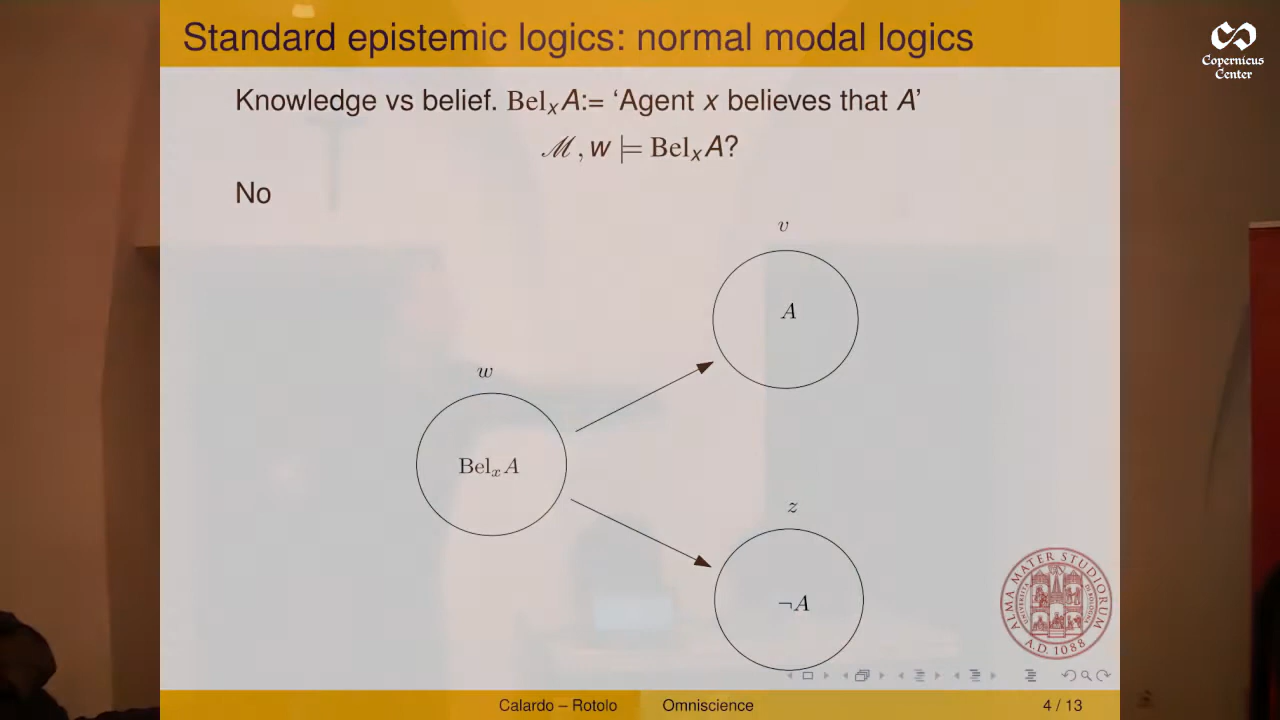 Standard epistemic logics: normal modal logics
Copernicus
Center
Knowledge vs belief. Bel_x A:= ‘Agent x believes that A’
ℳ, w ⊨ Bel_x A?
No
v
A
w
Bel_x A
z
¬A
ALMA MATER STUDIORUM
A.D. 1088
Calardo – Rotolo Omniscience 4 / 13